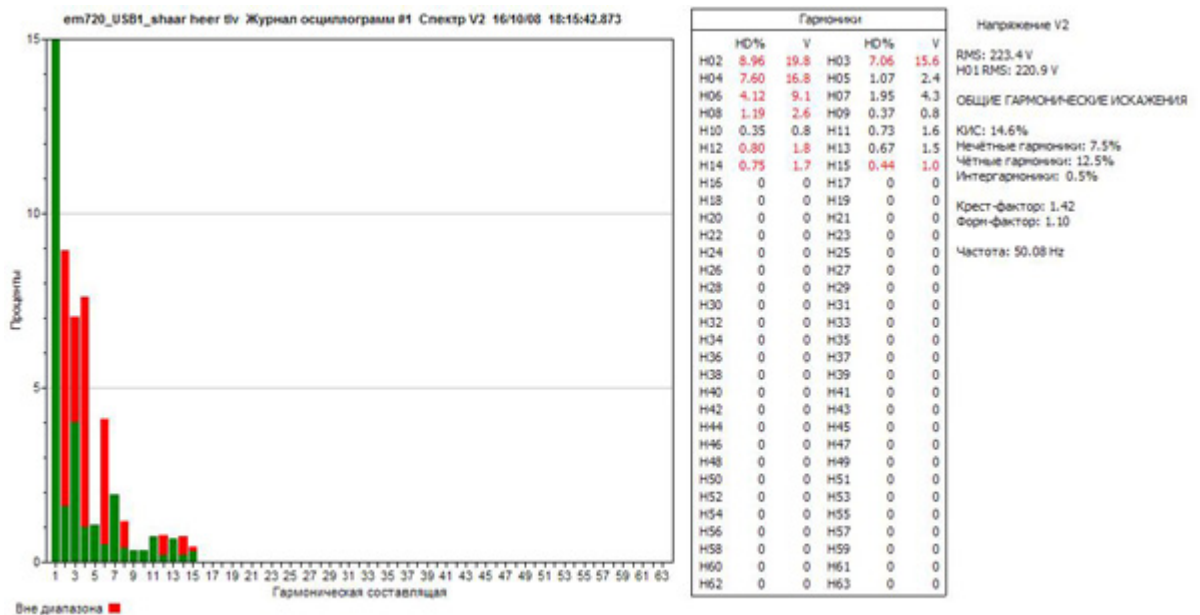 em720_USB1_shaar heer tlv Журнал осциллограмм #1 Спектр V2 16/10/08 18:15:42.873
15
10
5
0
Проценты
1 3 5 7 9 11 13 15 17 19 21 23 25 27 29 31 33 35 37 39 41 43 45 47 49 51 53 55 57 59 61 63
Гармоническая составлящая
Вне диапазона
Гармоники
HD% V HD% V
H02 8.96 19.8 H03 7.06 15.6
H04 7.60 16.8 H05 1.07 2.4
H06 4.12 9.1 H07 1.95 4.3
H08 1.19 2.6 H09 0.37 0.8
H10 0.35 0.8 H11 0.73 1.6
H12 0.80 1.8 H13 0.67 1.5
H14 0.75 1.7 H15 0.44 1.0
H16 0 0 H17 0 0
H18 0 0 H19 0 0
H20 0 0 H21 0 0
H22 0 0 H23 0 0
H24 0 0 H25 0 0
H26 0 0 H27 0 0
H28 0 0 H29 0 0
H30 0 0 H31 0 0
H32 0 0 H33 0 0
H34 0 0 H35 0 0
H36 0 0 H37 0 0
H38 0 0 H39 0 0
H40 0 0 H41 0 0
H42 0 0 H43 0 0
H44 0 0 H45 0 0
H46 0 0 H47 0 0
H48 0 0 H49 0 0
H50 0 0 H51 0 0
H52 0 0 H53 0 0
H54 0 0 H55 0 0
H56 0 0 H57 0 0
H58 0 0 H59 0 0
H60 0 0 H61 0 0
H62 0 0 H63 0 0
Напряжение V2
RMS: 223.4 V
H01 RMS: 220.9 V
ОБЩИЕ ГАРМОНИЧЕСКИЕ ИСКАЖЕНИЯ
КИС: 14.6%
Нечётные гармоники: 7.5%
Чётные гармоники: 12.5%
Интергармоники: 0.5%
Крест-фактор: 1.42
Форм-фактор: 1.10
Частота: 50.08 Hz